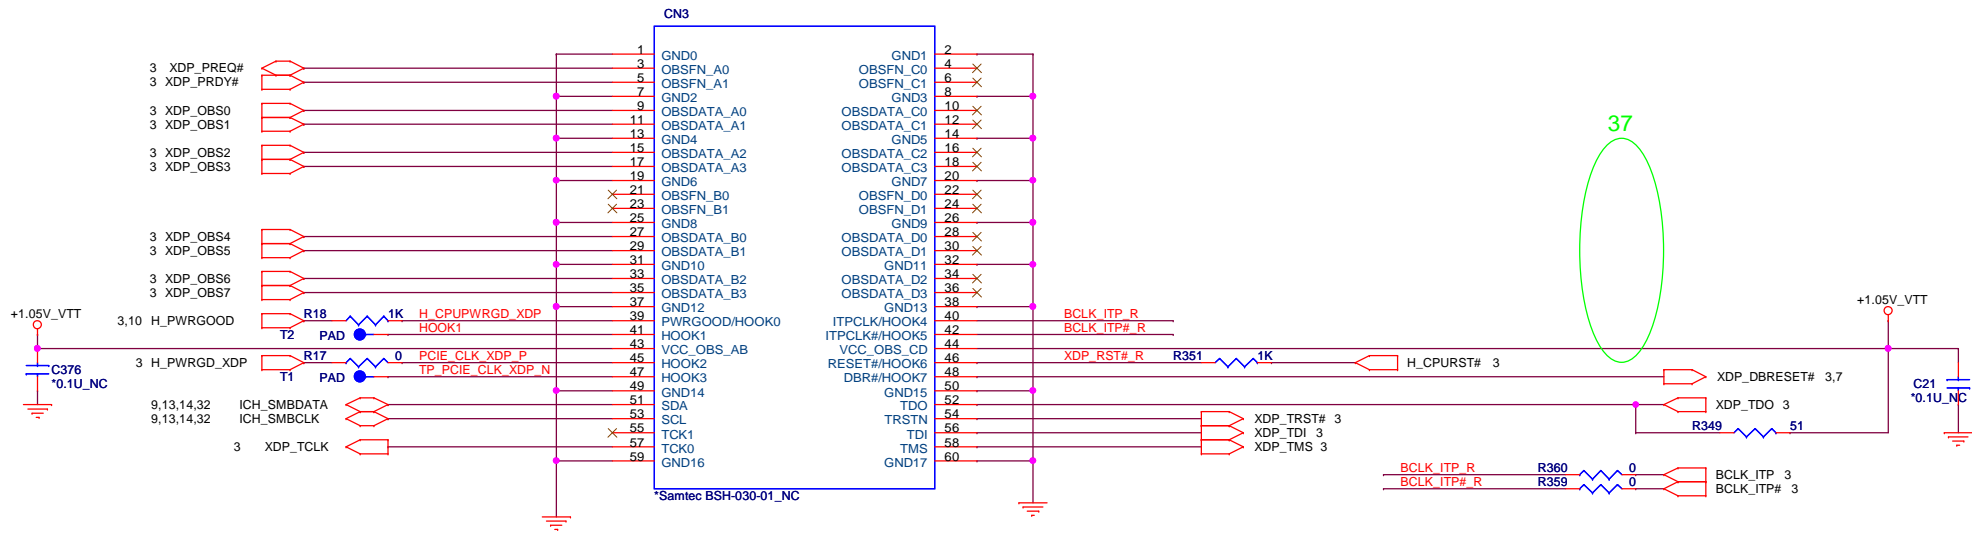 CN3
1 GND0 GND1 2
3 XDP_PREQ# 3 OBSFN_A0 OBSFN_C0 4
3 XDP_PRDY# 5 OBSFN_A1 OBSFN_C1 6
7 GND2 GND3 8
3 XDP_OBS0 9 OBSDATA_A0 OBSDATA_C0 10
3 XDP_OBS1 11 OBSDATA_A1 OBSDATA_C1 12
37
13 GND4 GND5 14
3 XDP_OBS2 15 OBSDATA_A2 OBSDATA_C2 16
3 XDP_OBS3 17 OBSDATA_A3 OBSDATA_C3 18
19 GND6 GND7 20
21 OBSFN_B0 OBSFN_D0 22
23 OBSFN_B1 OBSFN_D1 24
25 GND8 GND9 26
3 XDP_OBS4 27 OBSDATA_B0 OBSDATA_D0 28
3 XDP_OBS5 29 OBSDATA_B1 OBSDATA_D1 30
31 GND10 GND11 32
3 XDP_OBS6 33 OBSDATA_B2 OBSDATA_D2 34
3 XDP_OBS7 35 OBSDATA_B3 OBSDATA_D3 36
+1.05V_VTT 37 GND12 GND13 38 +1.05V_VTT
3,10 H_PWRGOOD R18 1K H_CPUPWRGD_XDP 39 PWRGOOD/HOOK0 ITPCLK/HOOK4 40 BCLK_ITP_R
T2 PAD HOOK1 41 HOOK1 ITPCLK#/HOOK5 42 BCLK_ITP#_R
43 VCC_OBS_AB VCC_OBS_CD 44
3 H_PWRGD_XDP R17 0 PCIE_CLK_XDP_P 45 HOOK2 RESET#/HOOK6 46 XDP_RST#_R R351 1K H_CPURST# 3
C376 T1 PAD TP_PCIE_CLK_XDP_N 47 HOOK3 DBR#/HOOK7 48 XDP_DBRESET# 3,7
*0.1U_NC 49 GND14 GND15 50 C21
*0.1U_NC
9,13,14,32 ICH_SMBDATA 51 SDA TDO 52 XDP_TDO 3
9,13,14,32 ICH_SMBCLK 53 SCL TRSTN 54 XDP_TRST# 3
55 TCK1 TDI 56 XDP_TDI 3 R349 51
3 XDP_TCLK 57 TCK0 TMS 58 XDP_TMS 3
59 GND16 GND17 60
BCLK_ITP_R R360 0 BCLK_ITP 3
BCLK_ITP#_R R359 0 BCLK_ITP# 3
*Samtec BSH-030-01_NC